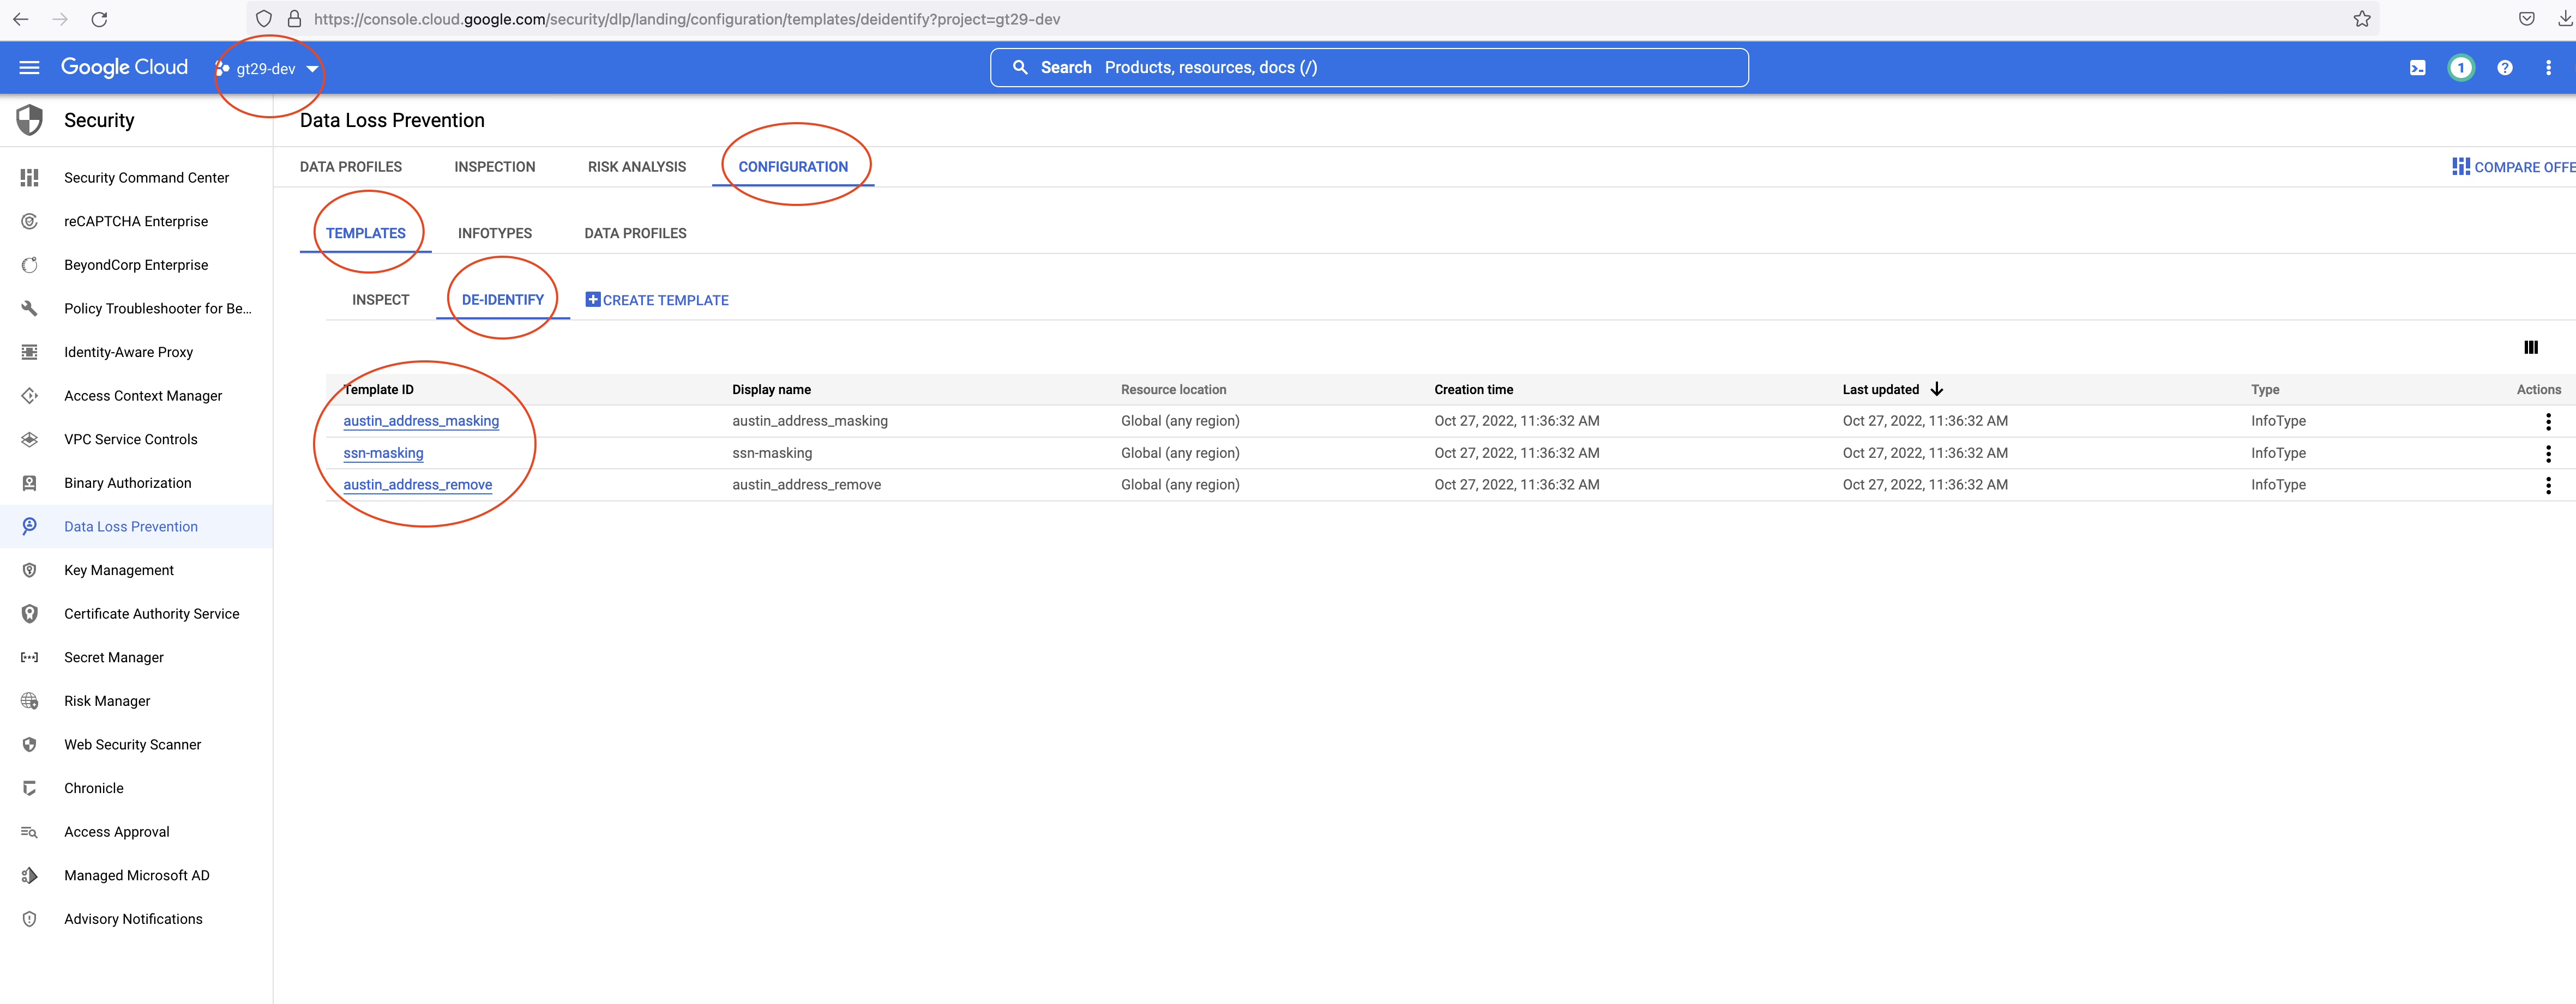 https://console.cloud.google.com/security/dlp/landing/configuration/templates/deidentify?project=gt29-dev
Google Cloud gt29-dev Search Products, resources, docs (/) 1
Security
Data Loss Prevention
DATA PROFILES INSPECTION RISK ANALYSIS CONFIGURATION COMPARE OFFE
TEMPLATES INFOTYPES DATA PROFILES
INSPECT DE-IDENTIFY CREATE TEMPLATE
Template ID Display name Resource location Creation time Last updated Type Actions
austin_address_masking austin_address_masking Global (any region) Oct 27, 2022, 11:36:32 AM Oct 27, 2022, 11:36:32 AM InfoType
ssn-masking ssn-masking Global (any region) Oct 27, 2022, 11:36:32 AM Oct 27, 2022, 11:36:32 AM InfoType
austin_address_remove austin_address_remove Global (any region) Oct 27, 2022, 11:36:32 AM Oct 27, 2022, 11:36:32 AM InfoType
Security Command Center
reCAPTCHA Enterprise
BeyondCorp Enterprise
Policy Troubleshooter for Be...
Identity-Aware Proxy
Access Context Manager
VPC Service Controls
Binary Authorization
Data Loss Prevention
Key Management
Certificate Authority Service
Secret Manager
Risk Manager
Web Security Scanner
Chronicle
Access Approval
Managed Microsoft AD
Advisory Notifications